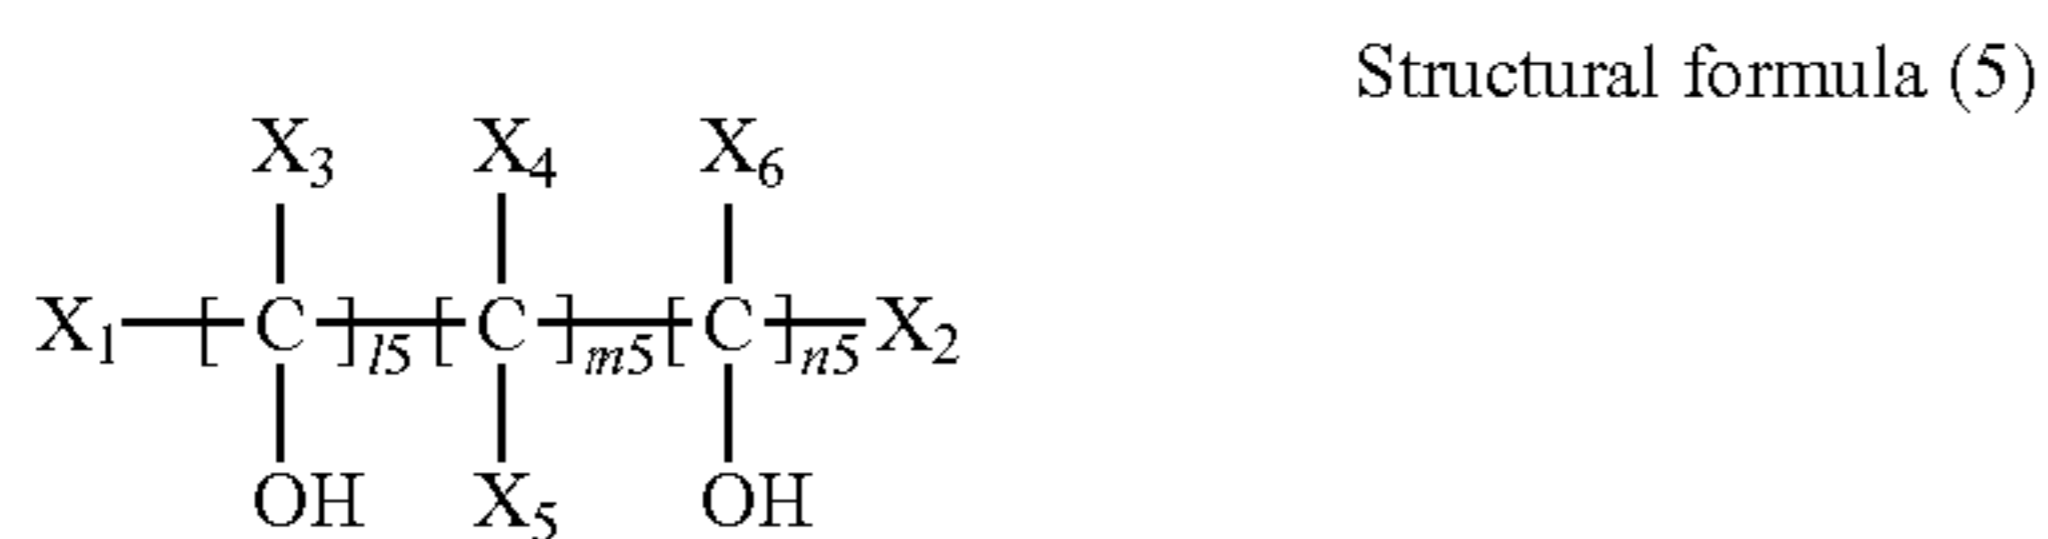 Structural formula (5)
X3 X4 X6
X1 [ C ]l5 [ C ]m5 [ C ]n5 X2
OH X5 OH